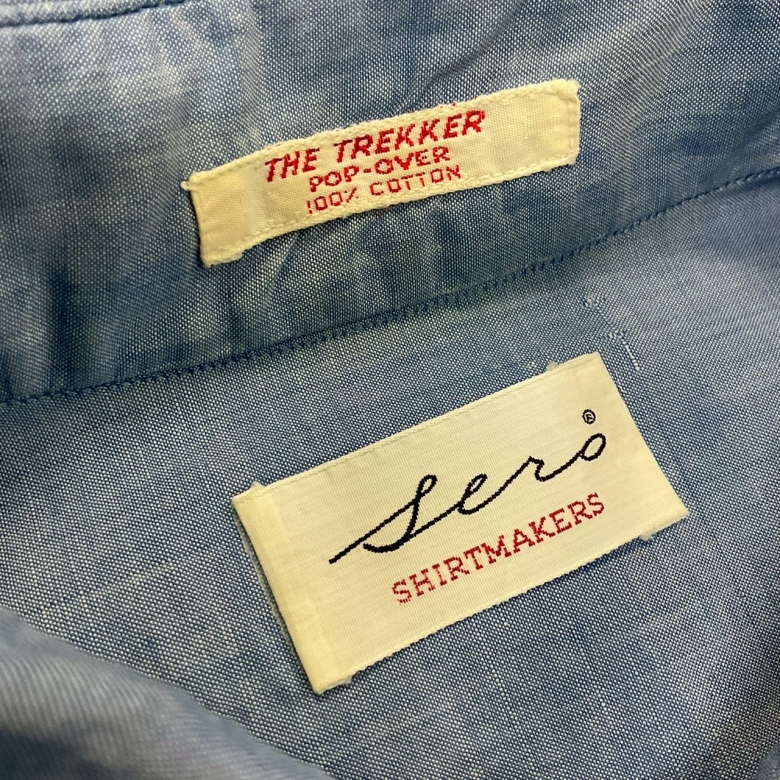 THE TREKKER
POP-OVER
100% COTTON
Sero®
SHIRTMAKERS